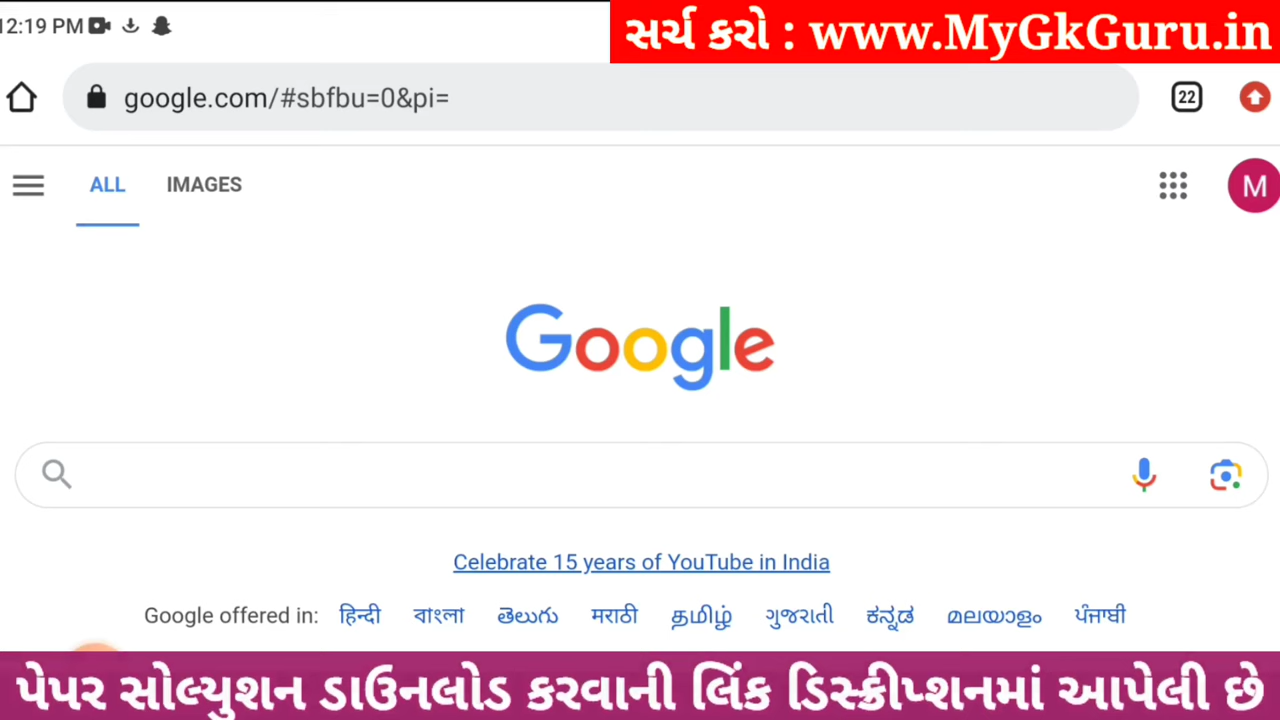 12:19 PM
સર્ચ કરો : www.MyGkGuru.in
google.com/#sbfbu=0&pi=
22
ALL IMAGES
M
Google
Celebrate 15 years of YouTube in India
Google offered in: हिन्दी বাংলা తెలుగు मराठी தமிழ் ગુજરાતી ಕನ್ನಡ മലയാളം ਪੰਜਾਬੀ
પેપર સોલ્યુશન ડાઉનલોડ કરવાની લિંક ડિસ્ક્રીપ્શનમાં આપેલી છે